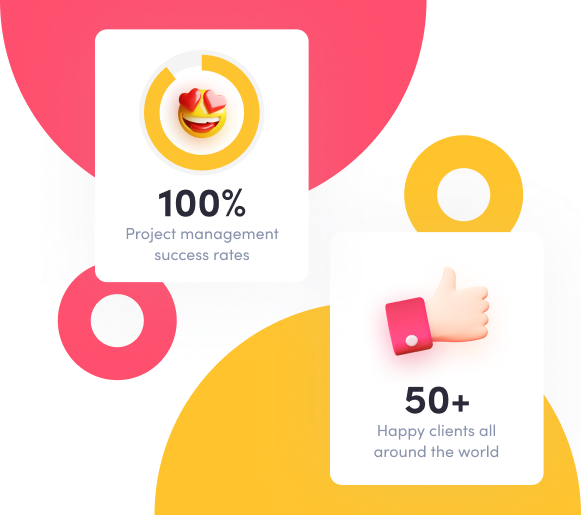 100%
Project management
success rates
50+
Happy clients all
around the world